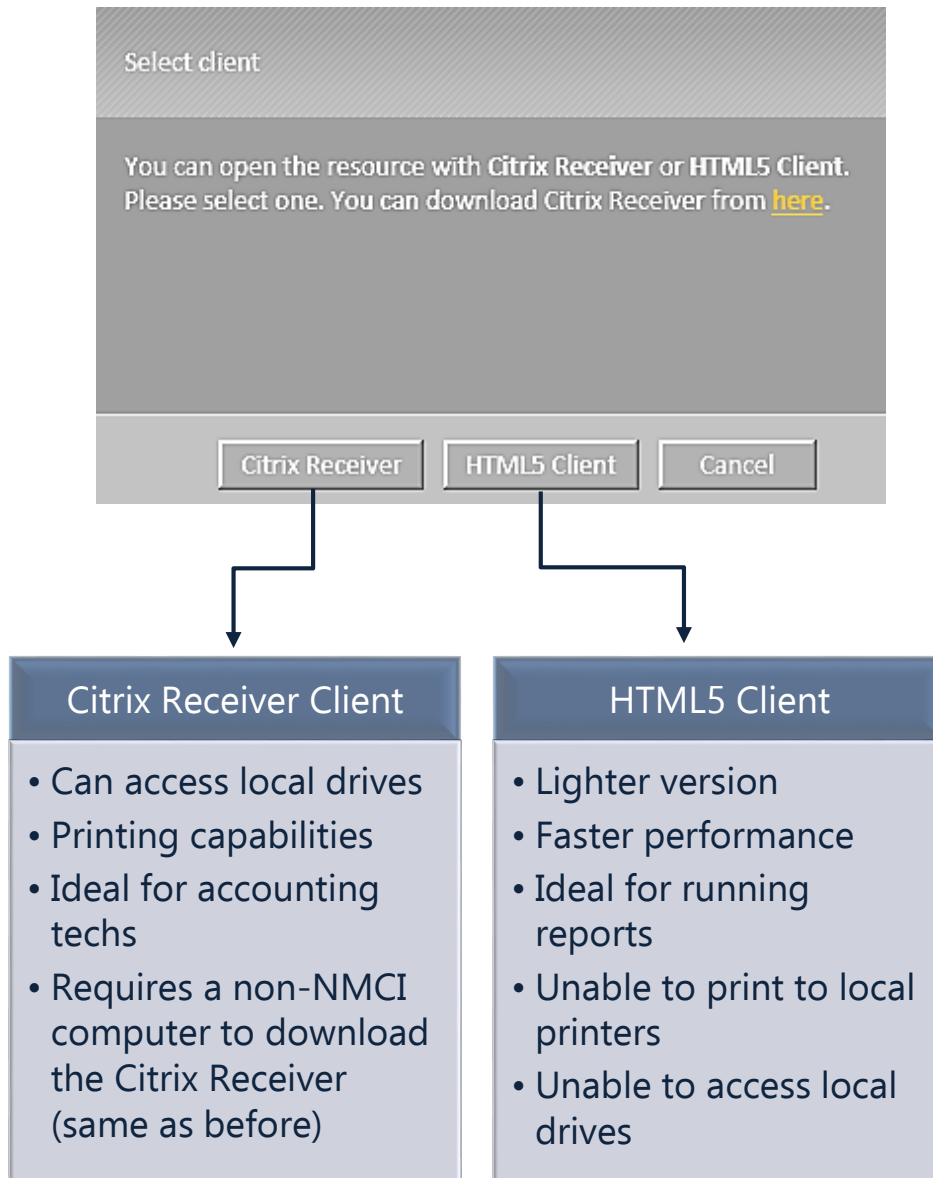 Select client
You can open the resource with Citrix Receiver or HTML5 Client.
Please select one. You can download Citrix Receiver from here.
Citrix Receiver
HTML5 Client
Cancel
Citrix Receiver Client
• Can access local drives
• Printing capabilities
• Ideal for accounting
techs
• Requires a non-NMCI
computer to download
the Citrix Receiver
(same as before)
HTML5 Client
• Lighter version
• Faster performance
• Ideal for running
reports
• Unable to print to local
printers
• Unable to access local
drives